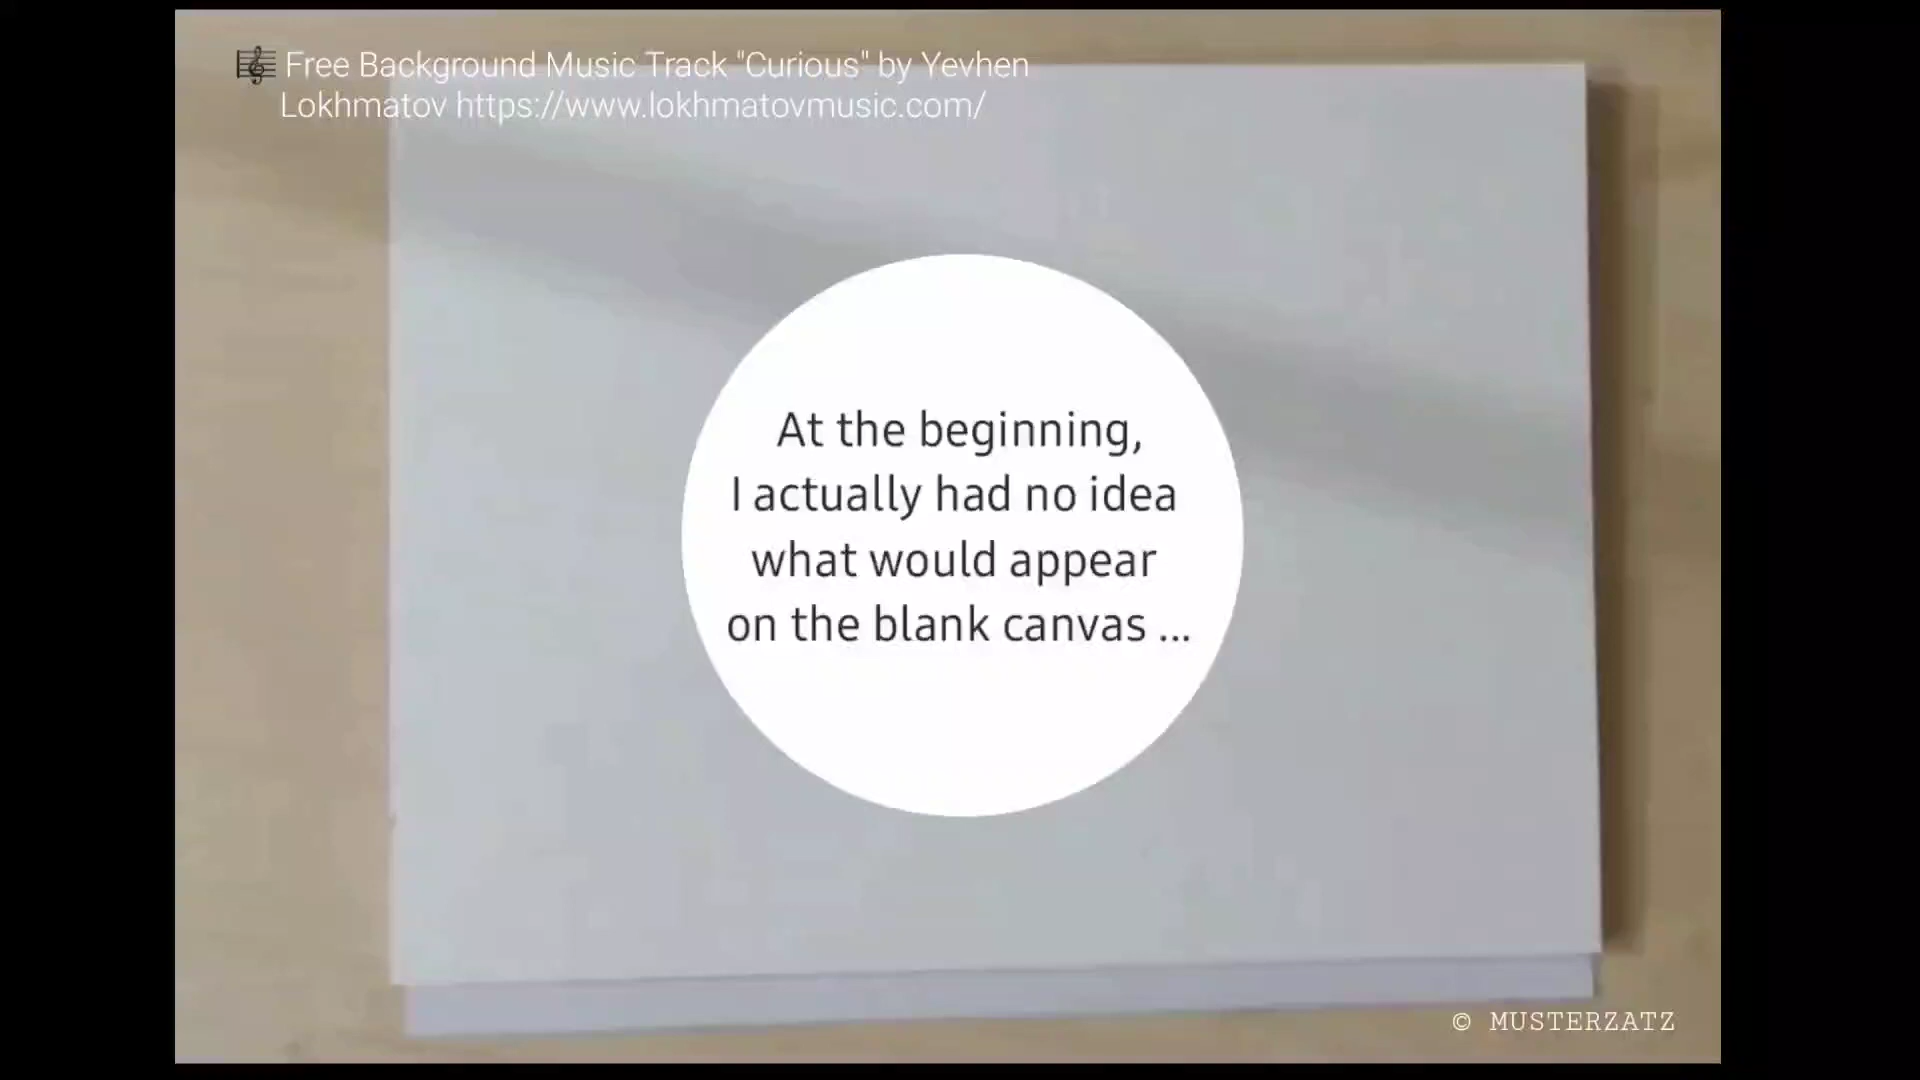 Free Background Music Track "Curious" by Yevhen
Lokhmatov https://www.lokhmatovmusic.com/
At the beginning,
I actually had no idea
what would appear
on the blank canvas ...
© MUSTERZATZ